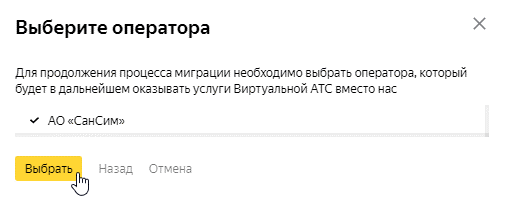 Выберите оператора
Для продолжения процесса миграции необходимо выбрать оператора, который
будет в дальнейшем оказывать услуги Виртуальной АТС вместо нас
АО «СанСим»
Выбрать Назад Отмена